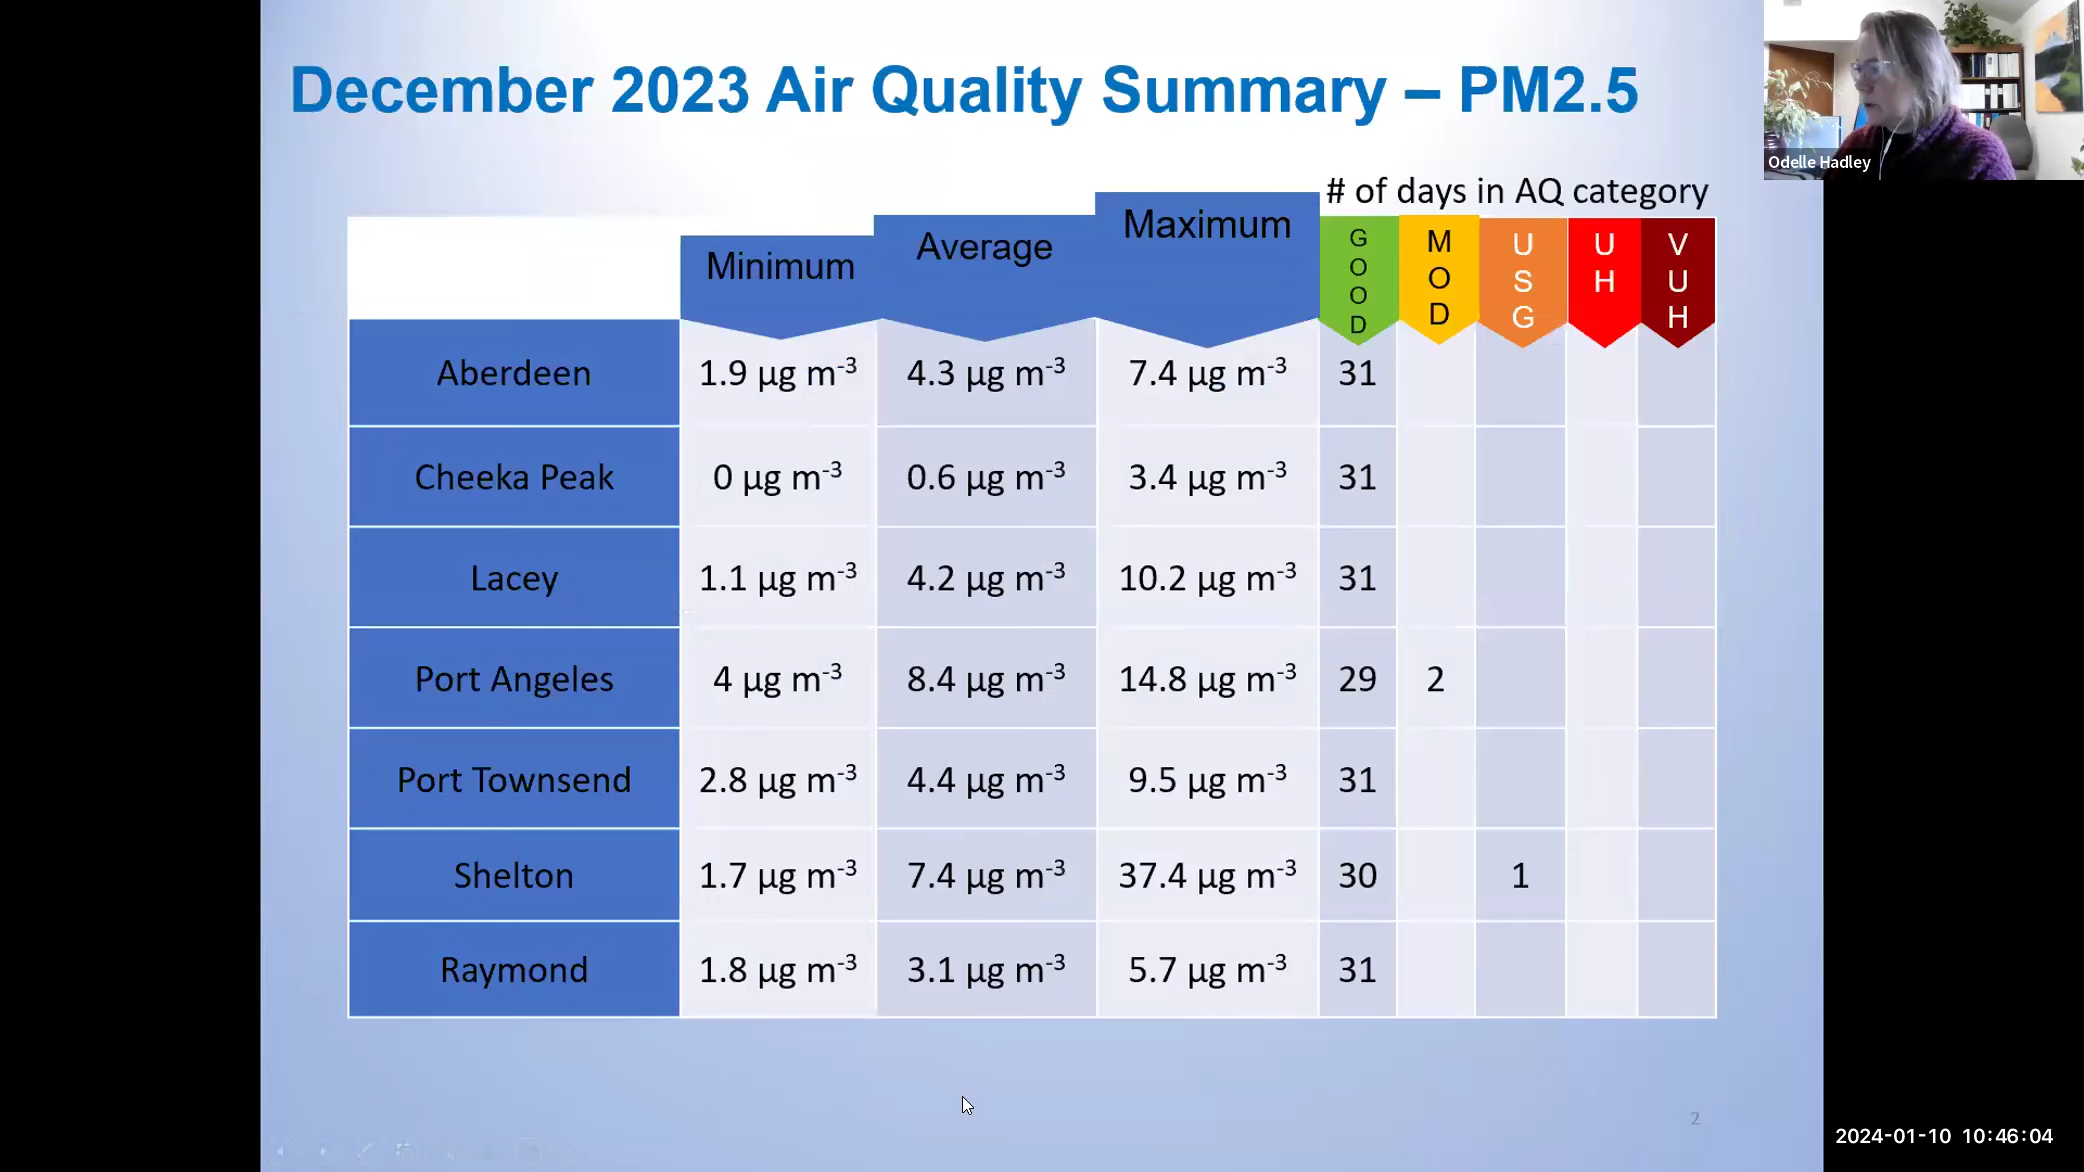 December 2023 Air Quality Summary – PM2.5
Odelle Hadley
# of days in AQ category
Minimum Average Maximum GOOD MOD USG UH VUH
Aberdeen 1.9 µg m-3 4.3 µg m-3 7.4 µg m-3 31
Cheeka Peak 0 µg m-3 0.6 µg m-3 3.4 µg m-3 31
Lacey 1.1 µg m-3 4.2 µg m-3 10.2 µg m-3 31
Port Angeles 4 µg m-3 8.4 µg m-3 14.8 µg m-3 29 2
Port Townsend 2.8 µg m-3 4.4 µg m-3 9.5 µg m-3 31
Shelton 1.7 µg m-3 7.4 µg m-3 37.4 µg m-3 30 1
Raymond 1.8 µg m-3 3.1 µg m-3 5.7 µg m-3 31
2
2024-01-10 10:46:04